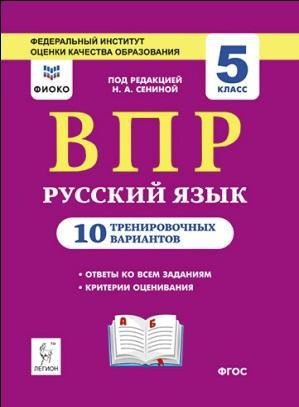 ФЕДЕРАЛЬНЫЙ ИНСТИТУТ
ОЦЕНКИ КАЧЕСТВА ОБРАЗОВАНИЯ
ФИОКО
ПОД РЕДАКЦИЕЙ
Н. А. СЕНИНОЙ
5
КЛАСС
ВПР
РУССКИЙ ЯЗЫК
10 ТРЕНИРОВОЧНЫХ
ВАРИАНТОВ
• ОТВЕТЫ КО ВСЕМ ЗАДАНИЯМ
• КРИТЕРИИ ОЦЕНИВАНИЯ
А Б
ЛЕГИОН
ФГОС